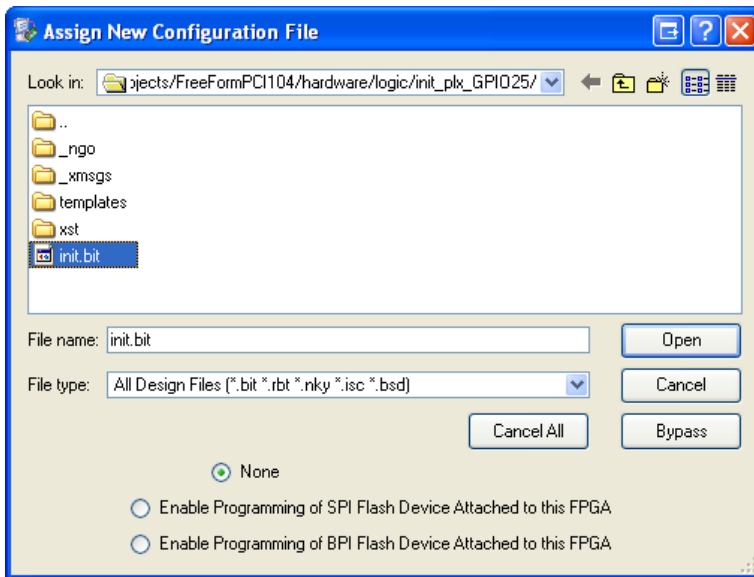 Assign New Configuration File
Look in: ojects/FreeFormPCI104/hardware/logic/init_plx_GPIO25/
..
_ngo
_xmsgs
templates
xst
init.bit
File name: init.bit Open
File type: All Design Files (*.bit *.rbt *.nky *.isc *.bsd) Cancel
Cancel All Bypass
None
Enable Programming of SPI Flash Device Attached to this FPGA
Enable Programming of BPI Flash Device Attached to this FPGA